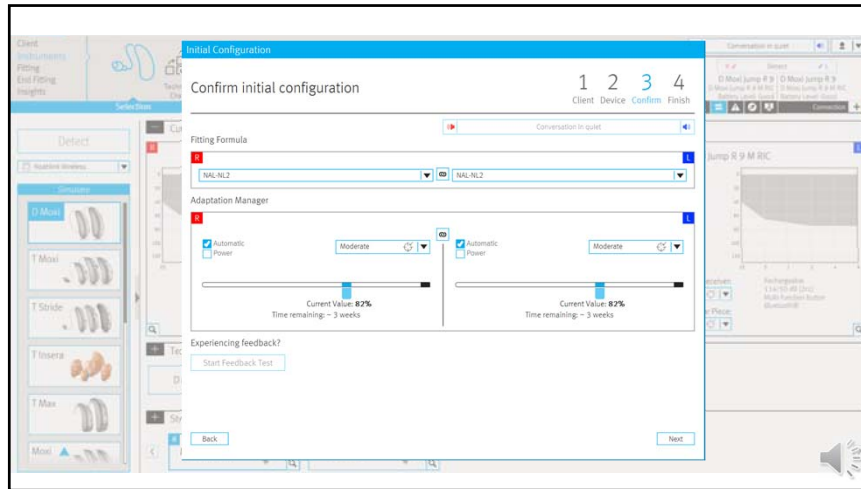 Client
Instruments
Fitting
End Fitting
Insights
Selection
Conversation in quiet
Detect
D Moxi Jump R 9
D Moxi Jump R 9
Connection
Detect
Noahlink Wireless
Simulate
D Moxi
T Moxi
T Stride
T Insera
T Max
Moxi
Jump R 9 M RIC
Initial Configuration
Confirm initial configuration
1 2 3 4
Client Device Confirm Finish
Conversation in quiet
Fitting Formula
R L
NAL-NL2 NAL-NL2
Adaptation Manager
R L
Automatic Moderate Automatic Moderate
Power Power
Current Value: 82% Current Value: 82%
Time remaining: ~ 3 weeks Time remaining: ~ 3 weeks
Experiencing feedback?
Start Feedback Test
Back Next